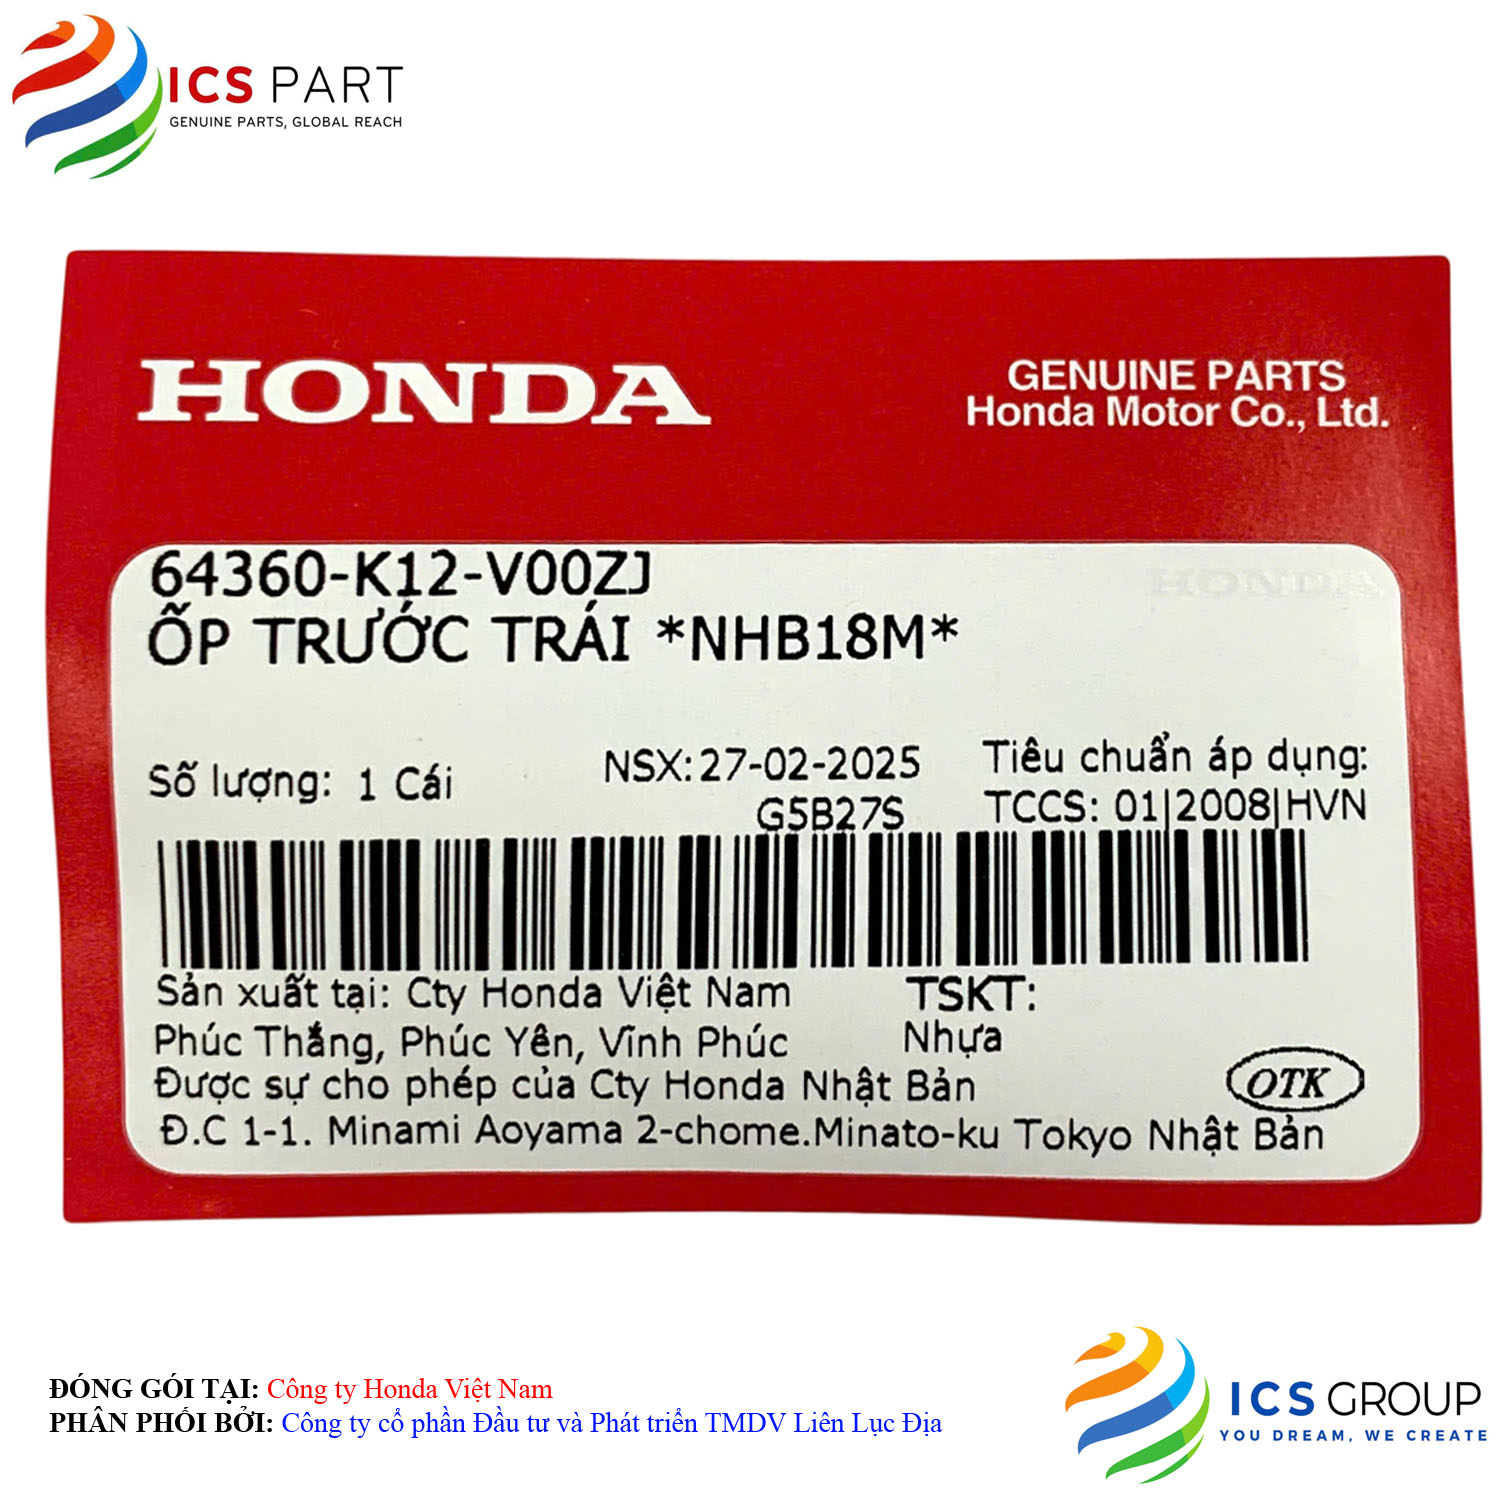 ICS PART
GENUINE PARTS, GLOBAL REACH
HONDA
GENUINE PARTS
Honda Motor Co., Ltd.
64360-K12-V00ZJ
HONDA
ỐP TRƯỚC TRÁI *NHB18M*
Số lượng: 1 Cái
NSX: 27-02-2025
Tiêu chuẩn áp dụng:
G5B27S
TCCS: 01|2008|HVN
Sản xuất tại: Cty Honda Việt Nam
TSKT:
Phúc Thắng, Phúc Yên, Vĩnh Phúc
Nhựa
Được sự cho phép của Cty Honda Nhật Bản
OTK
Đ.C 1-1. Minami Aoyama 2-chome.Minato-ku Tokyo Nhật Bản
ĐÓNG GÓI TẠI: Công ty Honda Việt Nam
PHÂN PHỐI BỞI: Công ty cổ phần Đầu tư và Phát triển TMDV Liên Lục Địa
ICS GROUP
YOU DREAM, WE CREATE